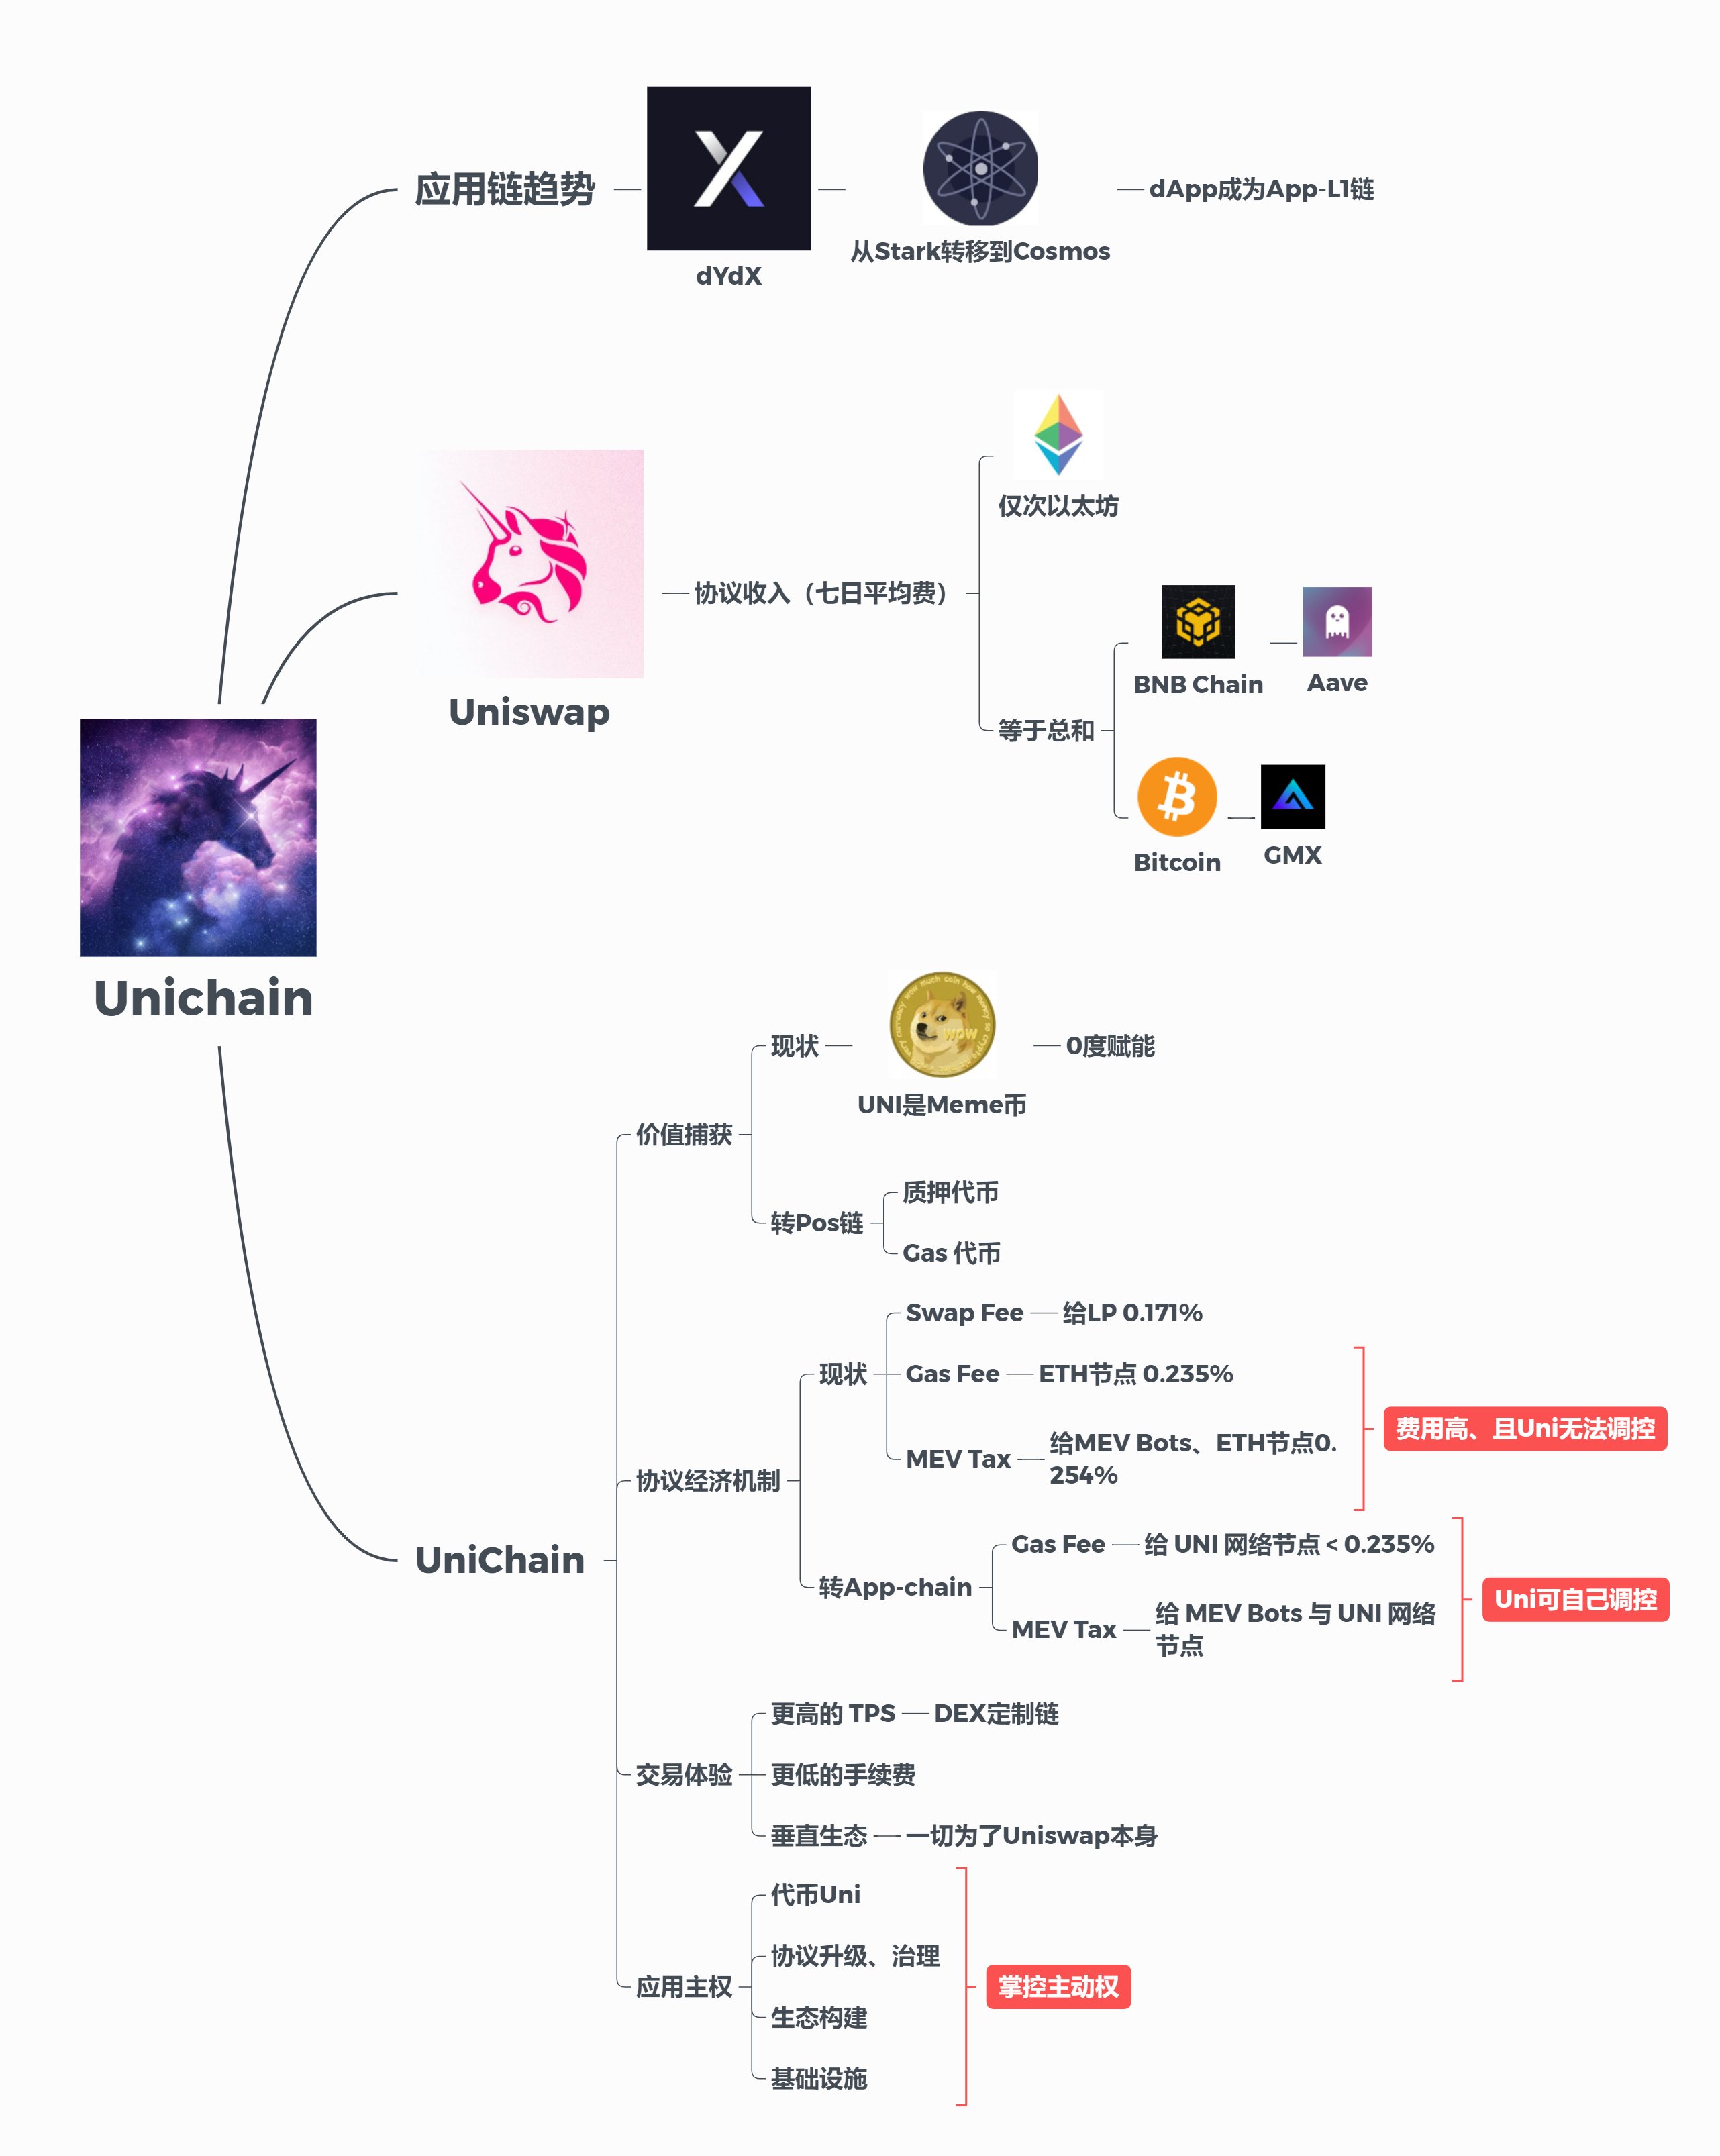 应用链趋势
dYdX
从Stark转移到Cosmos
dApp成为App-L1链
Uniswap
协议收入（七日平均费）
仅次以太坊
等于总和
BNB Chain
Aave
Bitcoin
GMX
Unichain
UniChain
价值捕获
现状
wow
UNI是Meme币
0度赋能
转Pos链
质押代币
Gas 代币
协议经济机制
现状
Swap Fee
给LP 0.171%
Gas Fee
ETH节点 0.235%
MEV Tax
给MEV Bots、ETH节点0.
254%
费用高、且Uni无法调控
转App-chain
Gas Fee
给 UNI 网络节点 < 0.235%
MEV Tax
给 MEV Bots 与 UNI 网络
节点
Uni可自己调控
交易体验
更高的 TPS
DEX定制链
更低的手续费
垂直生态
一切为了Uniswap本身
应用主权
代币Uni
协议升级、治理
生态构建
基础设施
掌控主动权